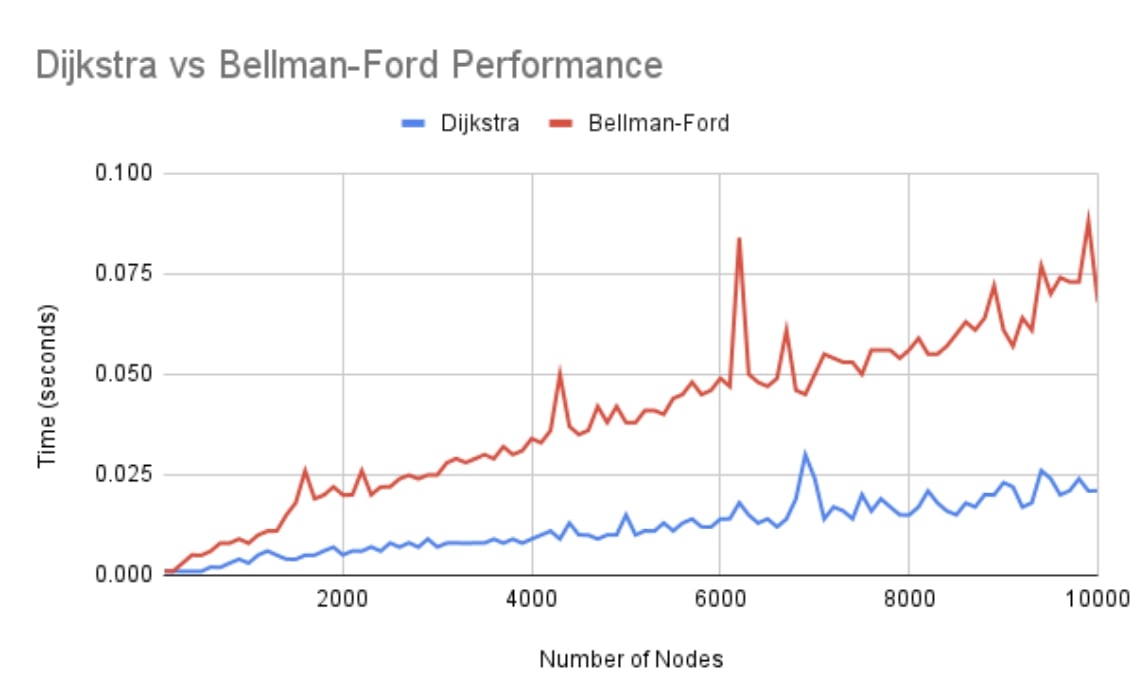 Dijkstra vs Bellman-Ford Performance
Dijkstra Bellman-Ford
0.100
0.075
0.050
0.025
0.000
Time (seconds)
2000 4000 6000 8000 10000
Number of Nodes